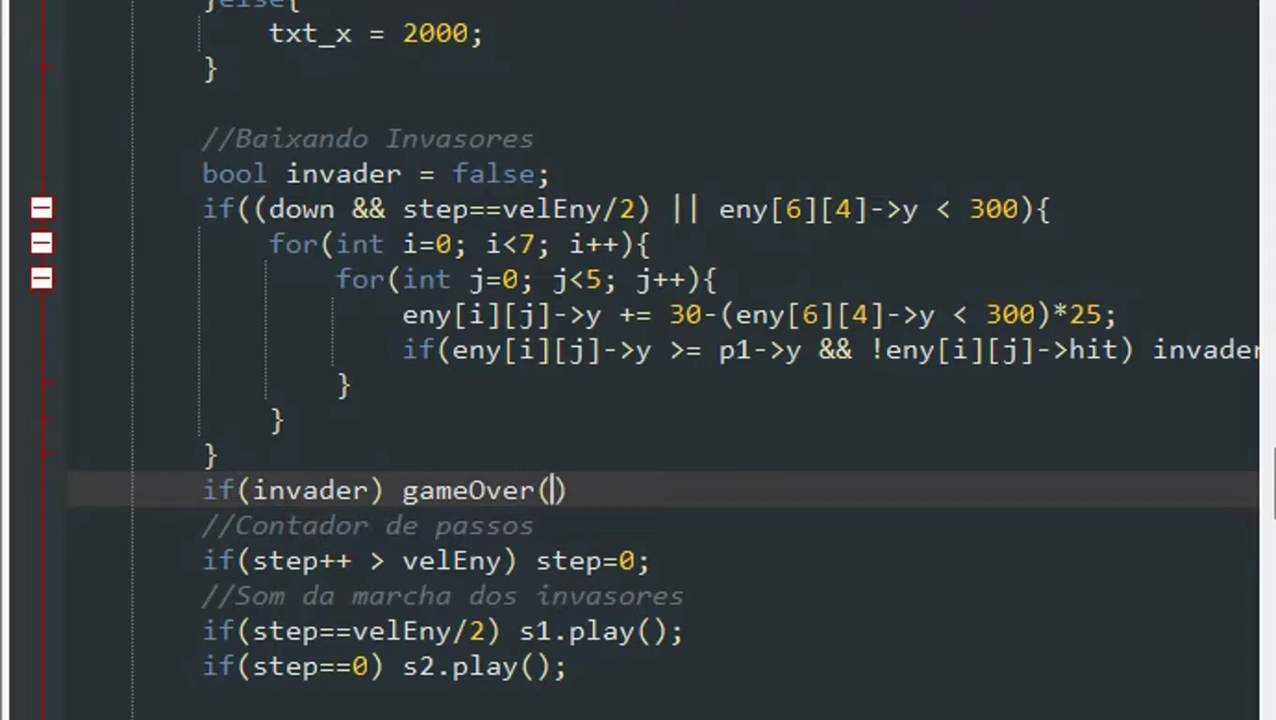 }else{
txt_x = 2000;
}
//Baixando Invasores
bool invader = false;
if((down && step==velEny/2) || eny[6][4]->y < 300){
for(int i=0; i<7; i++){
for(int j=0; j<5; j++){
eny[i][j]->y += 30-(eny[6][4]->y < 300)*25;
if(eny[i][j]->y >= p1->y && !eny[i][j]->hit) invader
}
}
}
if(invader) gameOver()
//Contador de passos
if(step++ > velEny) step=0;
//Som da marcha dos invasores
if(step==velEny/2) s1.play();
if(step==0) s2.play();